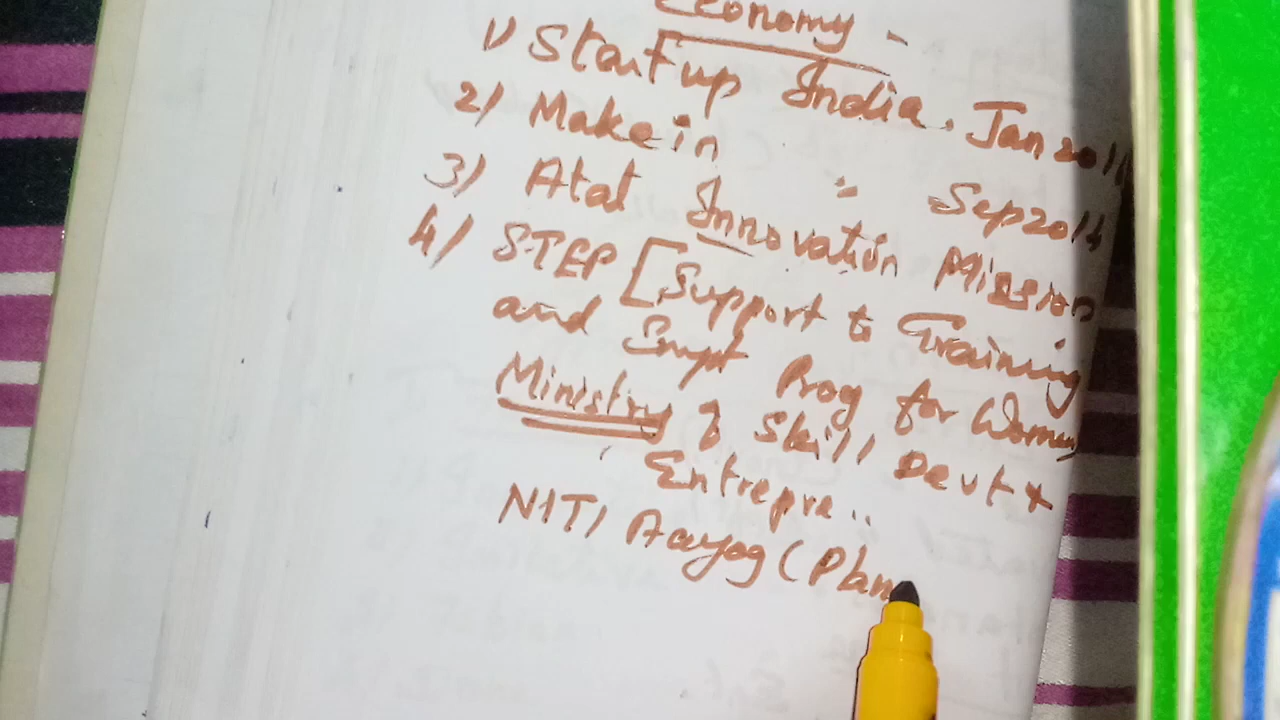 Economy -
1) Startup India. Jan 201
2) Make in " Sep 2014
3) Atal Innovation Mission
4) STEP [Support to Training
and Empt Prog for Women
Ministry of Skill Devt &
Entrepre..
NITI Aayog (Plan